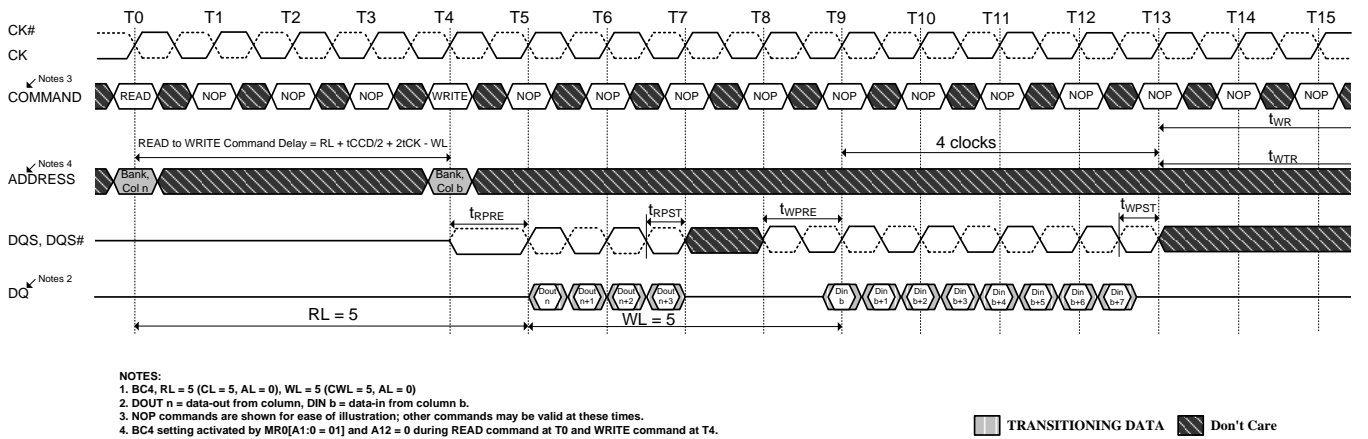 T0 T1 T2 T3 T4 T5 T6 T7 T8 T9 T10 T11 T12 T13 T14 T15
CK#
CK
Notes 3
COMMAND READ NOP NOP NOP WRITE NOP NOP NOP NOP NOP NOP NOP NOP NOP NOP NOP
tWR
READ to WRITE Command Delay = RL + tCCD/2 + 2tCK - WL
4 clocks
tWTR
Notes 4
ADDRESS
Bank, Col n
Bank, Col b
tRPRE tRPST tWPRE tWPST
DQS, DQS#
Notes 2
DQ
Dout n
Dout n+1
Dout n+2
Dout n+3
Din b
Din b+1
Din b+2
Din b+3
Din b+4
Din b+5
Din b+6
Din b+7
RL = 5 WL = 5
NOTES:
1. BC4, RL = 5 (CL = 5, AL = 0), WL = 5 (CWL = 5, AL = 0)
2. DOUT n = data-out from column, DIN b = data-in from column b.
3. NOP commands are shown for ease of illustration; other commands may be valid at these times.
4. BC4 setting activated by MR0[A1:0 = 01] and A12 = 0 during READ command at T0 and WRITE command at T4.
TRANSITIONING DATA Don't Care